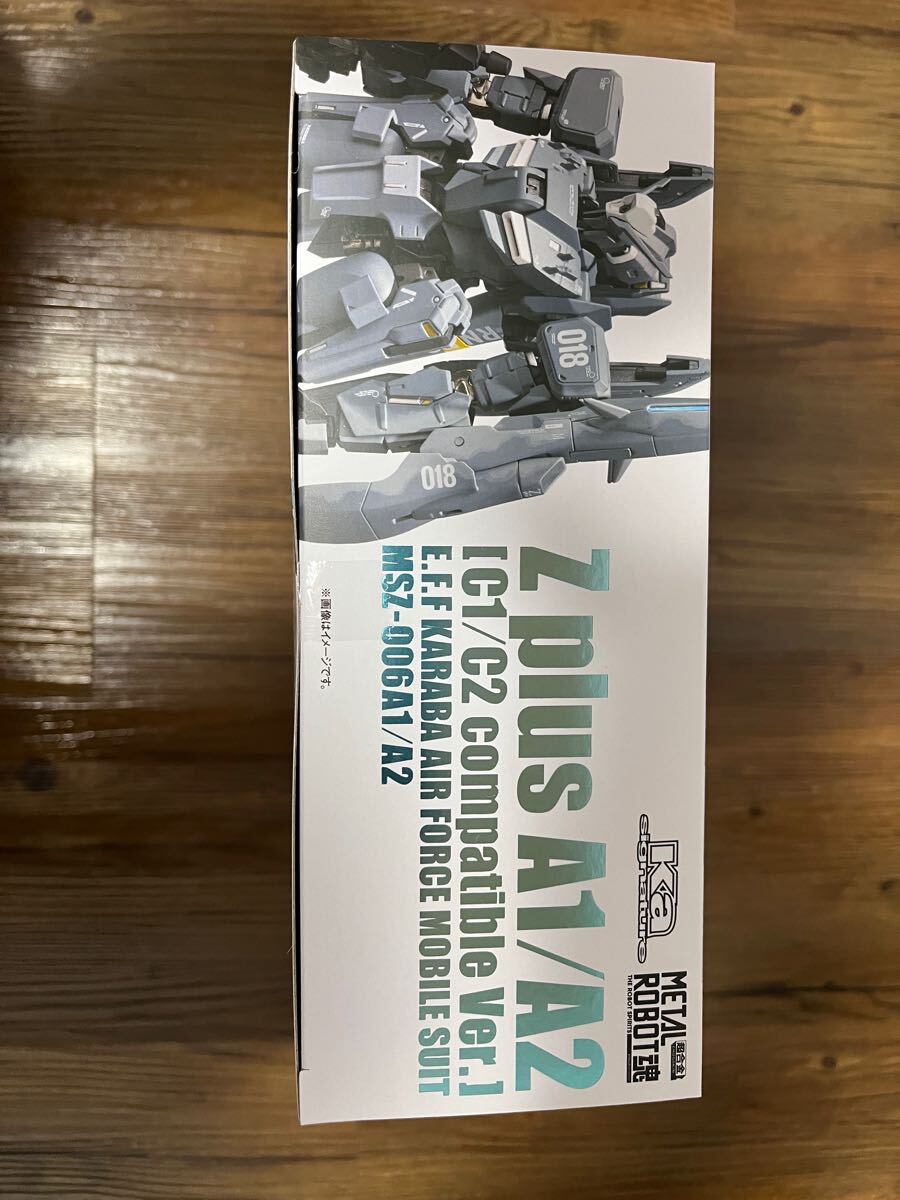 018
018
RN
Z plus A1/A2
[C1/C2 compatible Ver.]
E.F.F KARABA AIR FORCE MOBILE SUIT
MSZ-006A1/A2
※画像はイメージです。
Ka
signature
METAL
ROBOT魂
THE ROBOT SPIRITS
超合金